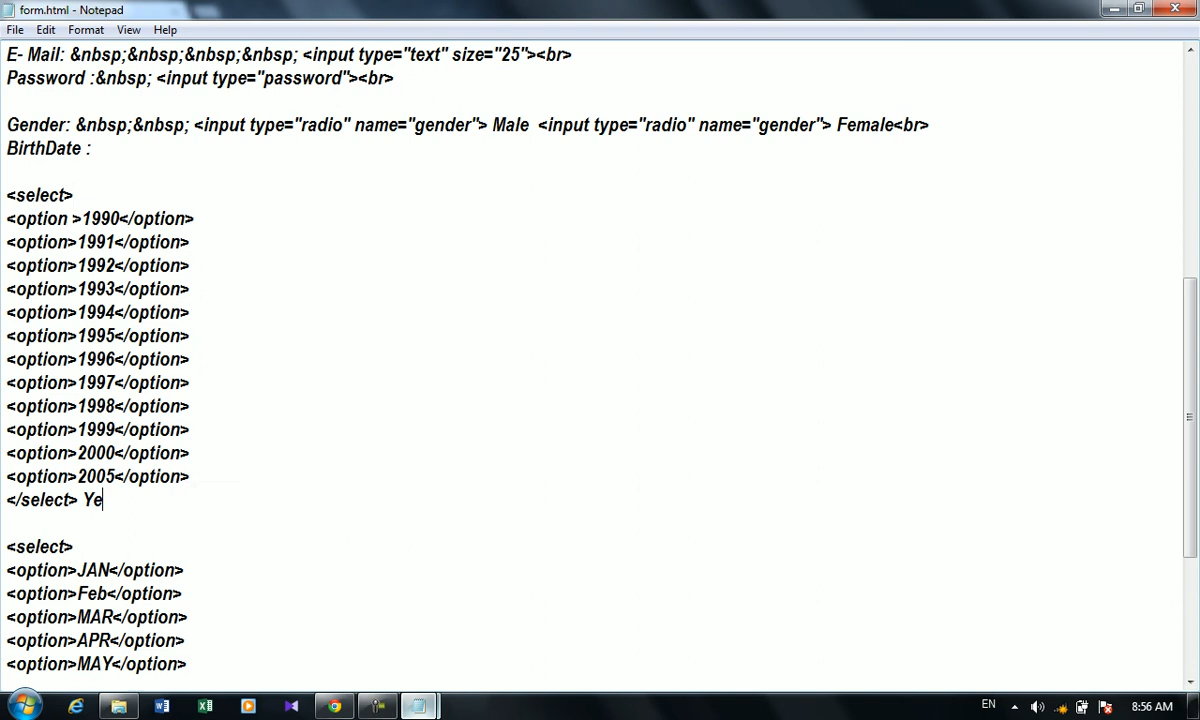 form.html - Notepad
File Edit Format View Help
E- Mail: &nbsp;&nbsp;&nbsp;&nbsp; <input type="text" size="25"><br>
Password :&nbsp; <input type="password"><br>
Gender: &nbsp;&nbsp; <input type="radio" name="gender"> Male  <input type="radio" name="gender"> Female<br>
BirthDate :
<select>
<option >1990</option>
<option>1991</option>
<option>1992</option>
<option>1993</option>
<option>1994</option>
<option>1995</option>
<option>1996</option>
<option>1997</option>
<option>1998</option>
<option>1999</option>
<option>2000</option>
<option>2005</option>
</select> Ye
<select>
<option>JAN</option>
<option>Feb</option>
<option>MAR</option>
<option>APR</option>
<option>MAY</option>
EN 8:56 AM